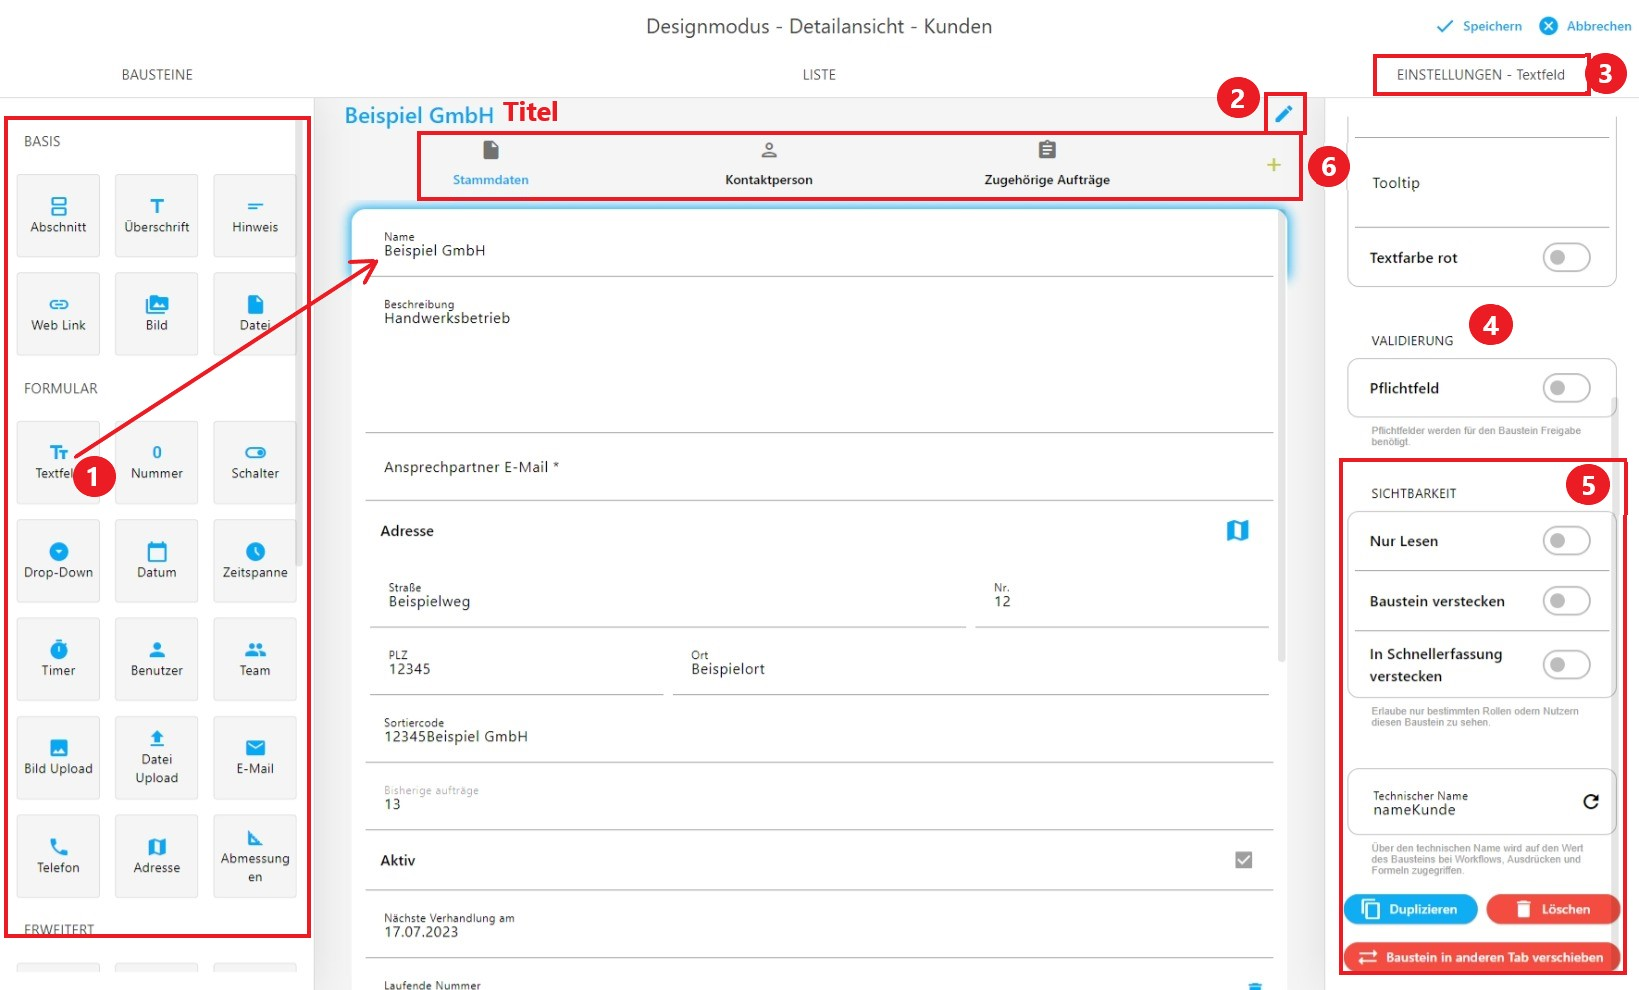 Designmodus - Detailansicht - Kunden
Speichern
Abbrechen
BAUSTEINE
LISTE
EINSTELLUNGEN - Textfeld
3
BASIS
Abschnitt
Überschrift
Hinweis
Web Link
Bild
Datei
FORMULAR
Textfel
1
0
Nummer
Schalter
Drop-Down
Datum
Zeitspanne
Timer
Benutzer
Team
Bild Upload
Datei
Upload
E-Mail
Telefon
Adresse
Abmessung
en
ERWEITERT
Beispiel GmbH
Titel
2
Stammdaten
Kontaktperson
Zugehörige Aufträge
+
6
Name
Beispiel GmbH
Beschreibung
Handwerksbetrieb
Ansprechpartner E-Mail *
Adresse
Straße
Beispielweg
Nr.
12
PLZ
12345
Ort
Beispielort
Sortiercode
12345Beispiel GmbH
Bisherige aufträge
13
Aktiv
Nächste Verhandlung am
17.07.2023
Laufende Nummer
Tooltip
Textfarbe rot
4
VALIDIERUNG
Pflichtfeld
Pflichtfelder werden für den Baustein Freigabe
benötigt.
5
SICHTBARKEIT
Nur Lesen
Baustein verstecken
In Schnellerfassung
verstecken
Erlaube nur bestimmten Rollen odern Nutzern
diesen Baustein zu sehen.
Technischer Name
nameKunde
Über den technischen Name wird auf den Wert
des Bausteins bei Workflows, Ausdrücken und
Formeln zugegriffen.
Duplizieren
Löschen
Baustein in anderen Tab verschieben